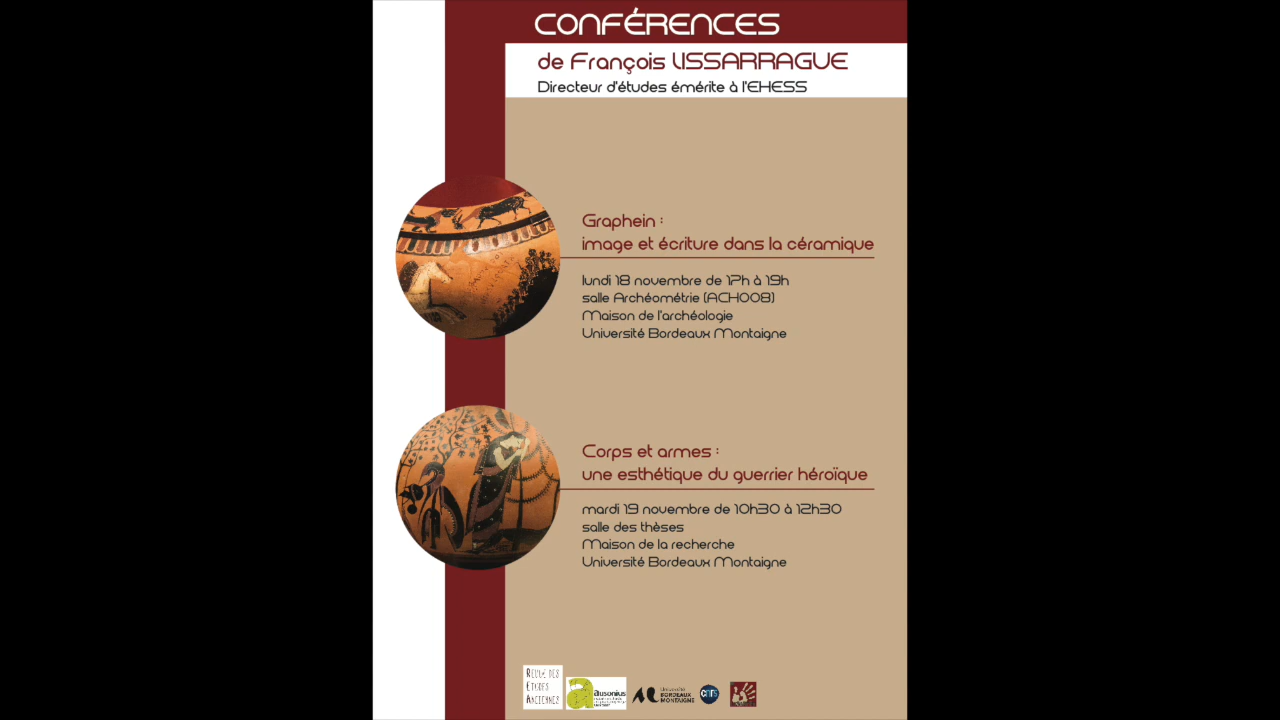 CONFÉRENCES
de François LISSARRAGUE
Directeur d'études émérite à l'EHESS
Graphein :
image et écriture dans la céramique
lundi 18 novembre de 17h à 19h
salle Archéométrie (ACH008)
Maison de l'archéologie
Université Bordeaux Montaigne
Corps et armes :
une esthétique du guerrier héroïque
mardi 19 novembre de 10h30 à 12h30
salle des thèses
Maison de la recherche
Université Bordeaux Montaigne
REVUE DES
ETUDES
ANCIENNES
ausonius
Université
BORDEAUX
MONTAIGNE
cnrs